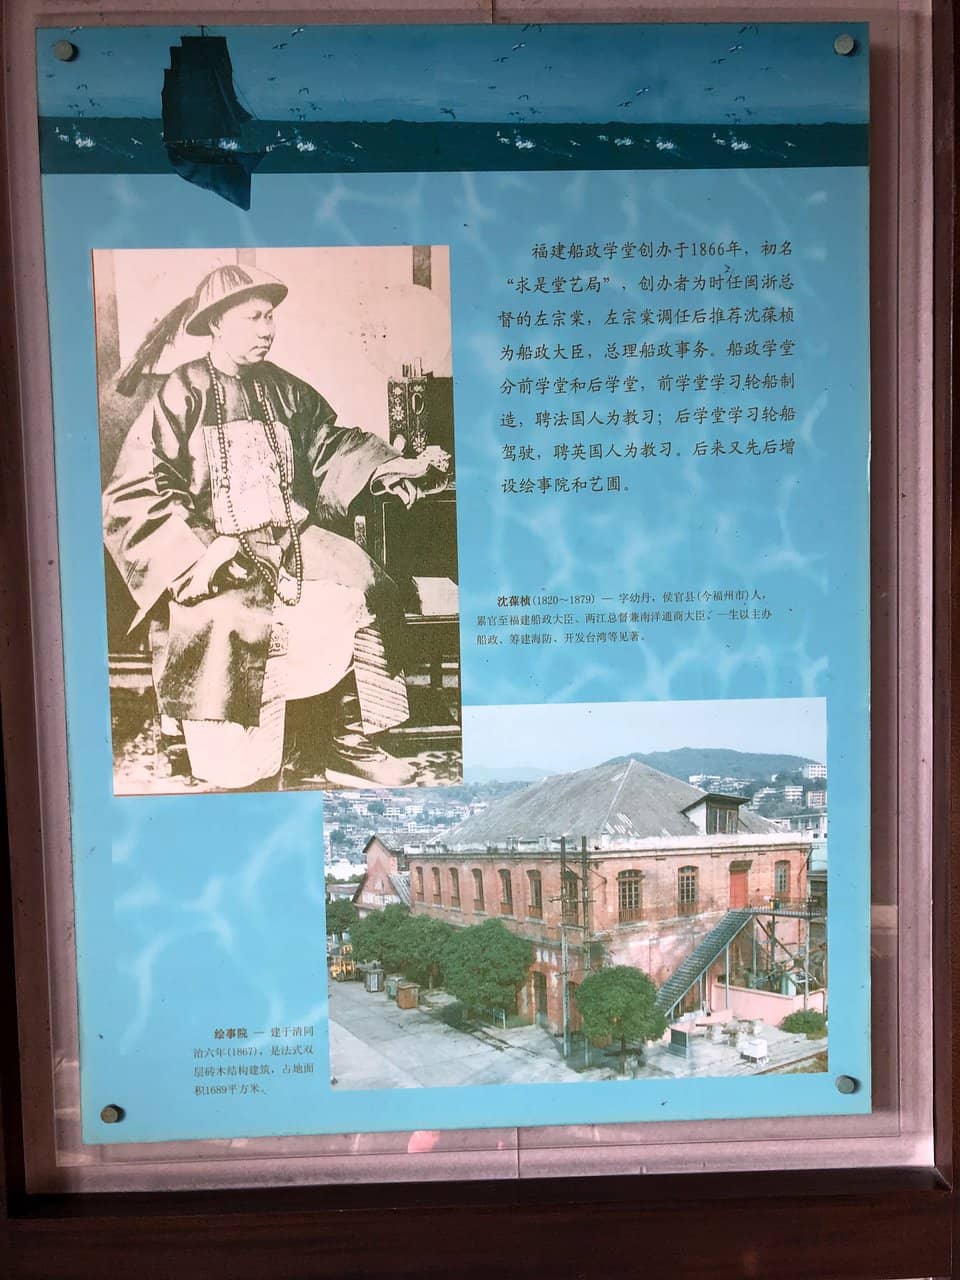 福建船政学堂创办于1866年，初名
“求是堂艺局”，创办者为时任闽浙总
督的左宗棠，左宗棠调任后推荐沈葆桢
为船政大臣，总理船政事务。船政学堂
分前学堂和后学堂，前学堂学习轮船制
造，聘法国人为教习；后学堂学习轮船
驾驶，聘英国人为教习。后来又先后增
设绘事院和艺圃。
沈葆桢(1820～1879) — 字幼丹，侯官县(今福州市)人，
累官至福建船政大臣、两江总督兼南洋通商大臣。一生以主办
船政、筹建海防、开发台湾等见著。
绘事院 — 建于清同
治六年(1867)，是法式双
层砖木结构建筑，占地面
积1689平方米。